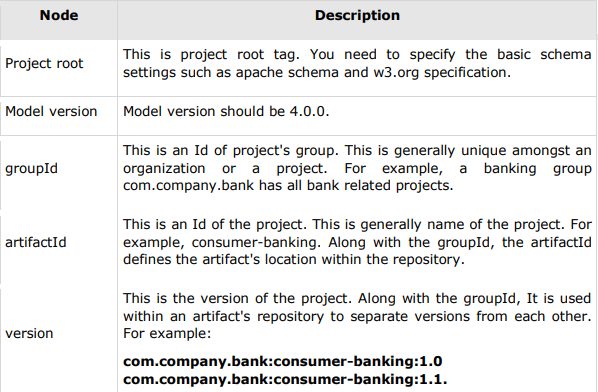 Node Description
Project root
This is project root tag. You need to specify the basic schema
settings such as apache schema and w3.org specification.
Model version
Model version should be 4.0.0.
groupId
This is an Id of project's group. This is generally unique amongst an
organization or a project. For example, a banking group
com.company.bank has all bank related projects.
artifactId
This is an Id of the project. This is generally name of the project. For
example, consumer-banking. Along with the groupId, the artifactId
defines the artifact's location within the repository.
version
This is the version of the project. Along with the groupId, It is used
within an artifact's repository to separate versions from each other.
For example:
com.company.bank:consumer-banking:1.0
com.company.bank:consumer-banking:1.1.